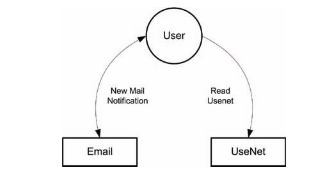 User
New Mail
Notification
Read
Usenet
Email
UseNet